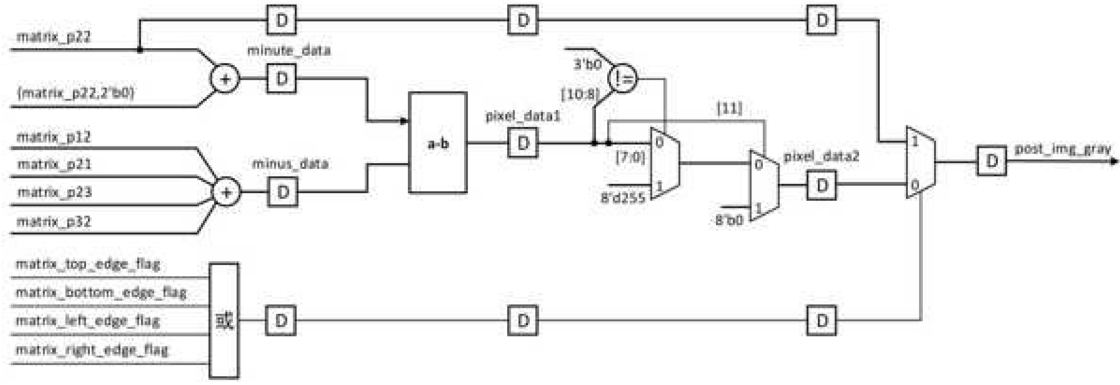 D
D
D
matrix_p22
minute_data
+
D
{matrix_p22,2'b0}
3'b0
!=
[10:8]
matrix_p12
matrix_p21
matrix_p23
matrix_p32
+
minus_data
D
a-b
pixel_data1
D
[11]
0
[7:0]
1
8'd255
0
1
8'b0
pixel_data2
D
1
0
D
post_img_gray
matrix_top_edge_flag
matrix_bottom_edge_flag
matrix_left_edge_flag
matrix_right_edge_flag
或
D
D
D